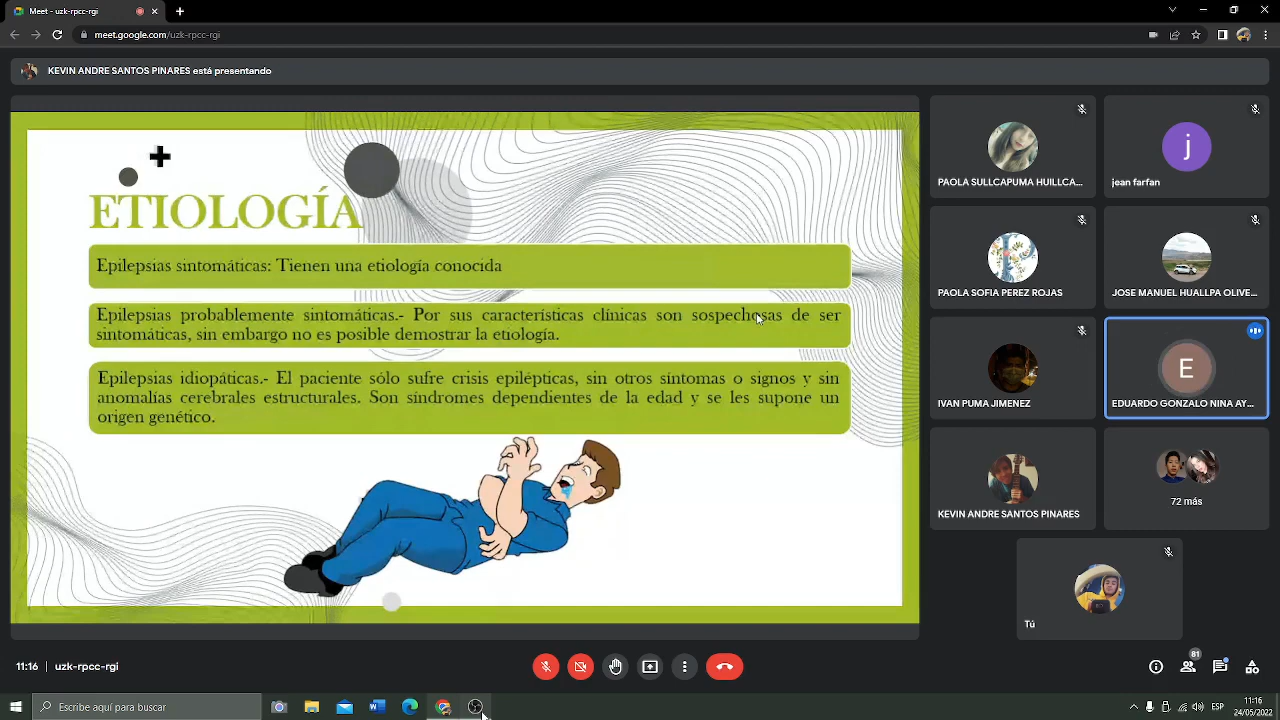 Meet - uzk-rpcc-rgi
meet.google.com/uzk-rpcc-rgi
KEVIN ANDRE SANTOS PINARES está presentando
ETIOLOGÍA
Epilepsias sintomáticas: Tienen una etiología conocida
Epilepsias probablemente sintomáticas.- Por sus características clínicas son sospechosas de ser
sintomáticas, sin embargo no es posible demostrar la etiología.
Epilepsias idiopáticas.- El paciente sólo sufre crisis epilépticas, sin otros síntomas o signos y sin
anomalías cerebrales estructurales. Son síndromes dependientes de la edad y se les supone un
origen genético.
PAOLA SULLCAPUMA HUILLCA...
j
jean farfan
PAOLA SOFIA PEREZ ROJAS
JOSE MANUEL HUALLPA OLIVE...
IVAN PUMA JIMENEZ
E
EDUARDO GONZALO NINA AY...
KEVIN ANDRE SANTOS PINARES
72 más
Tú
11:16
uzk-rpcc-rgi
81
Escribe aquí para buscar
ESP
11:16
24/05/2022